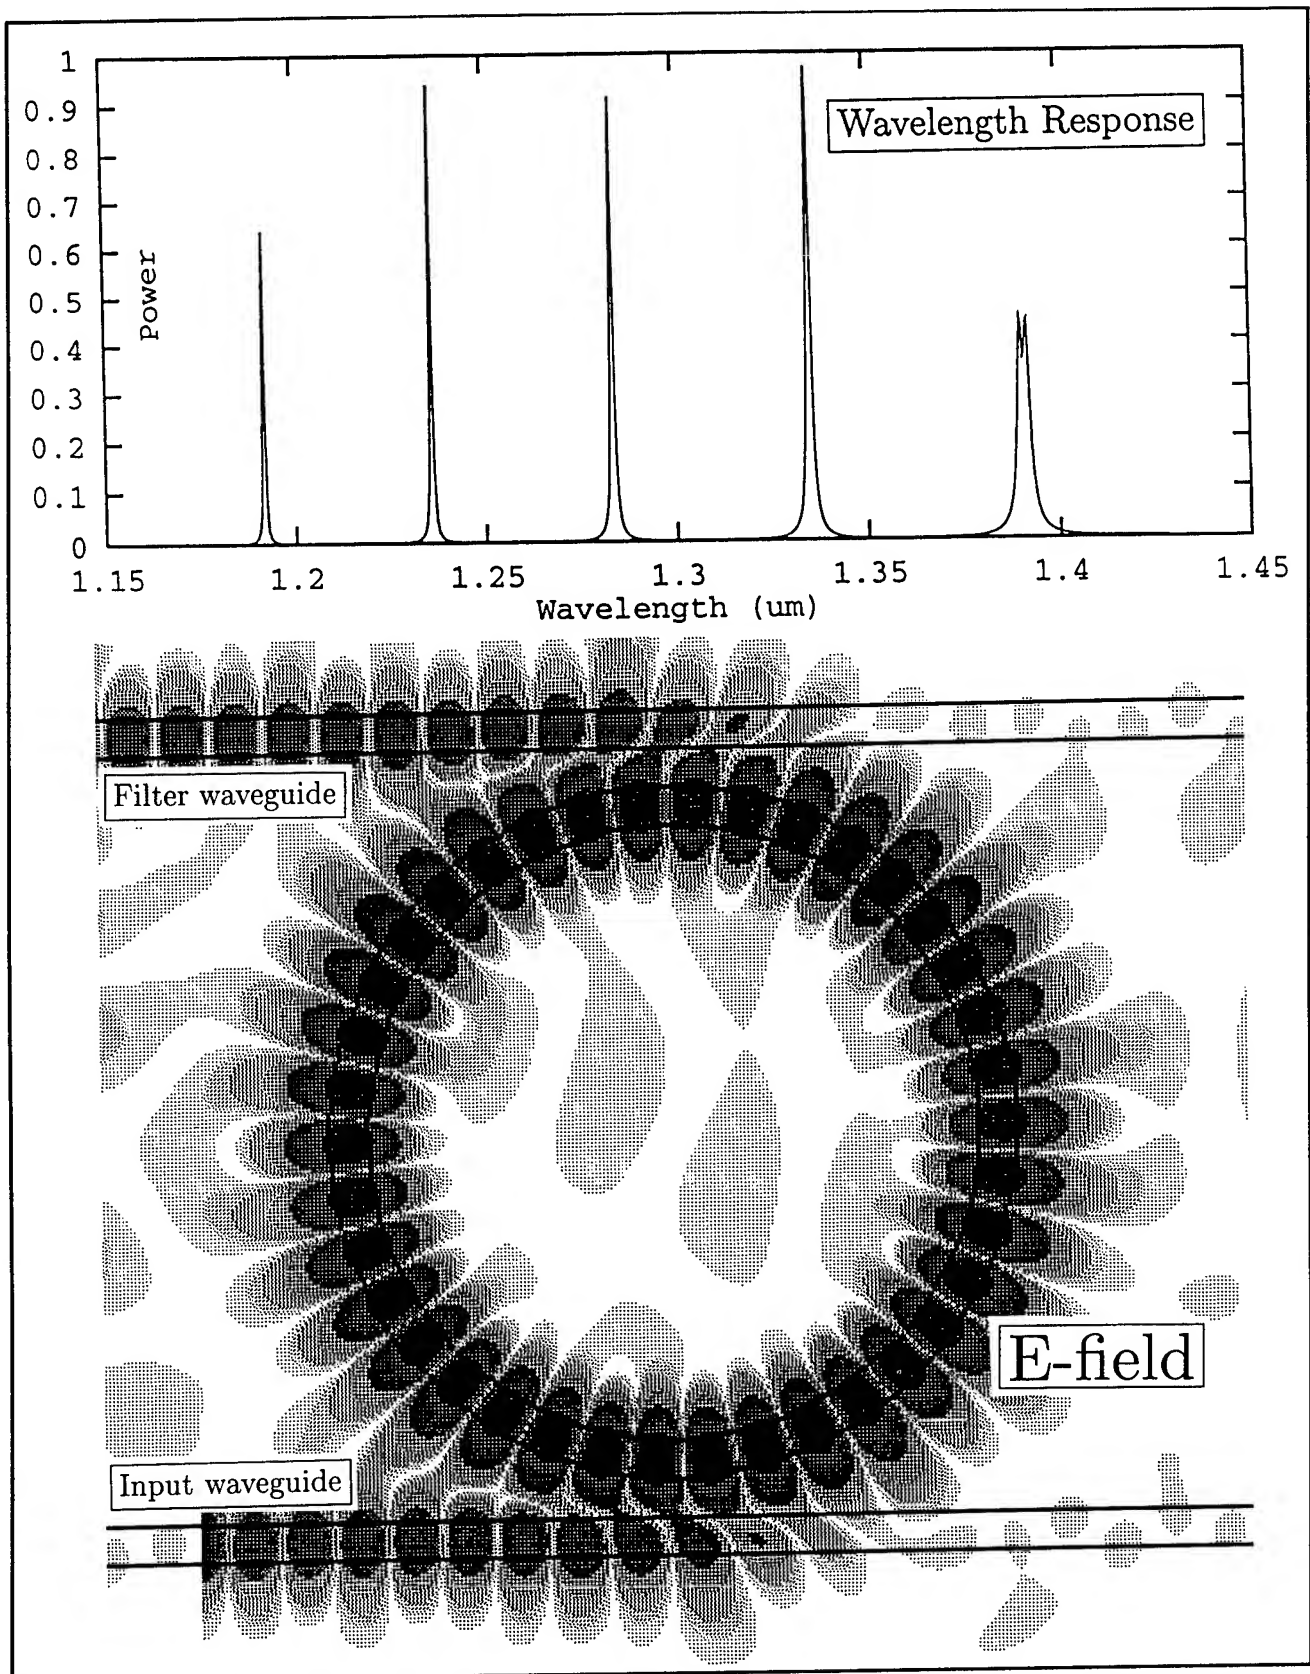 1
0.9
0.8
0.7
0.6
0.5
0.4
0.3
0.2
0.1
0
Power
Wavelength Response
1.15 1.2 1.25 1.3 1.35 1.4 1.45
Wavelength (um)
Filter waveguide
E-field
Input waveguide